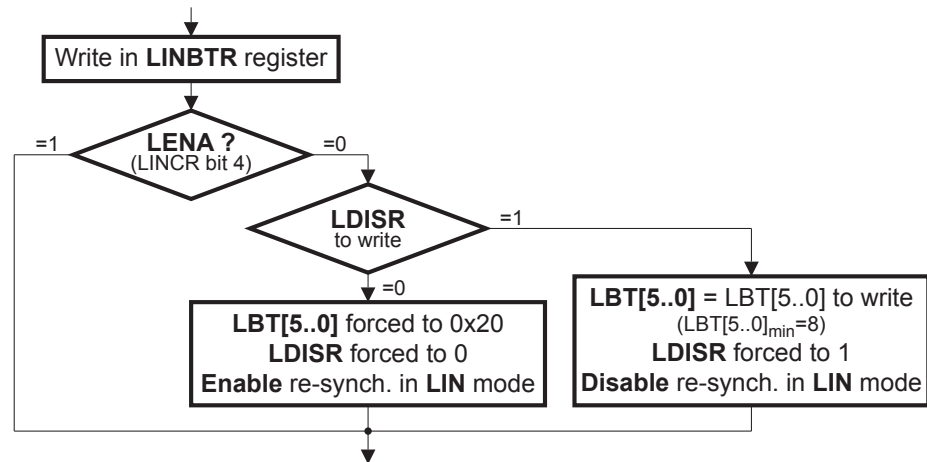 Write in LINBTR register
LENA ?
(LINCR bit 4)
=1
=0
LDISR
to write
=1
=0
LBT[5..0] forced to 0x20
LDISR forced to 0
Enable re-synch. in LIN mode
LBT[5..0] = LBT[5..0] to write
(LBT[5..0]min=8)
LDISR forced to 1
Disable re-synch. in LIN mode